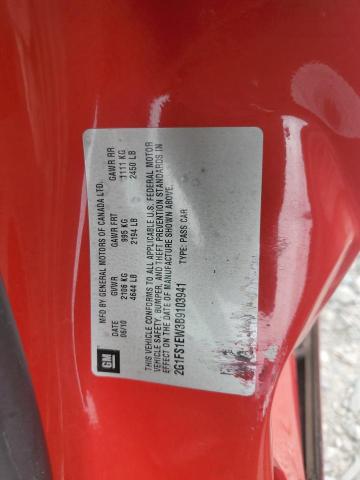 GM
MFD BY GENERAL MOTORS OF CANADA LTD.
DATE GVWR GAWR FRT GAWR RR
06/10 2106 KG 995 KG 1111 KG
4644 LB 2194 LB 2450 LB
THIS VEHICLE CONFORMS TO ALL APPLICABLE U.S. FEDERAL MOTOR
VEHICLE SAFETY, BUMPER, AND THEFT PREVENTION STANDARDS IN
EFFECT ON THE DATE OF MANUFACTURE SHOWN ABOVE.
2G1FS1EW3B9103941 TYPE: PASS CAR